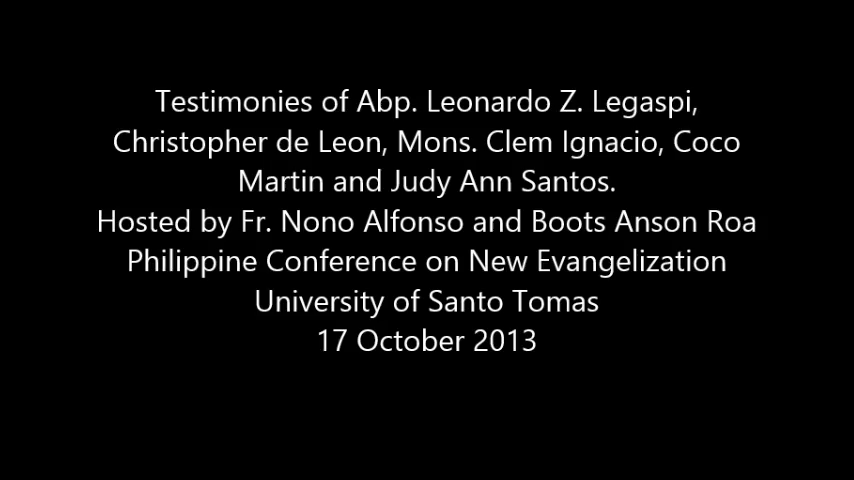 Testimonies of Abp. Leonardo Z. Legaspi,
Christopher de Leon, Mons. Clem Ignacio, Coco
Martin and Judy Ann Santos.
Hosted by Fr. Nono Alfonso and Boots Anson Roa
Philippine Conference on New Evangelization
University of Santo Tomas
17 October 2013